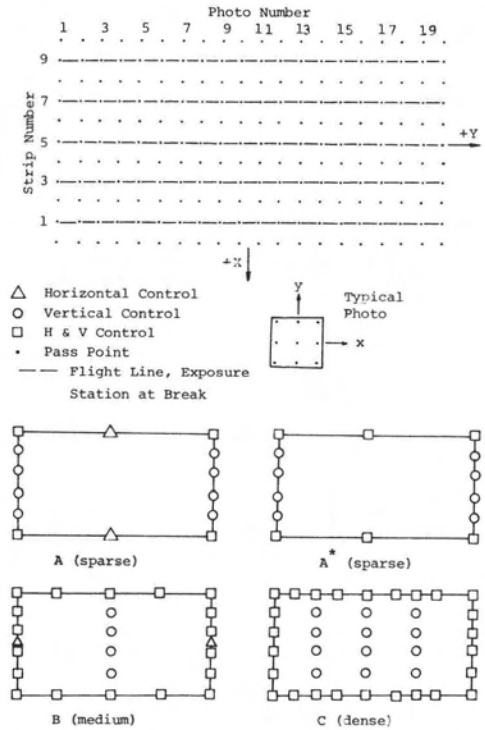 Photo Number
1 3 5 7 9 11 13 15 17 19
9
7
5
3
1
Strip Number
+Y
+X
△ Horizontal Control
○ Vertical Control
□ H & V Control
· Pass Point
—·— Flight Line, Exposure
Station at Break
y
x
Typical
Photo
A (sparse)
A* (sparse)
B (medium)
C (dense)